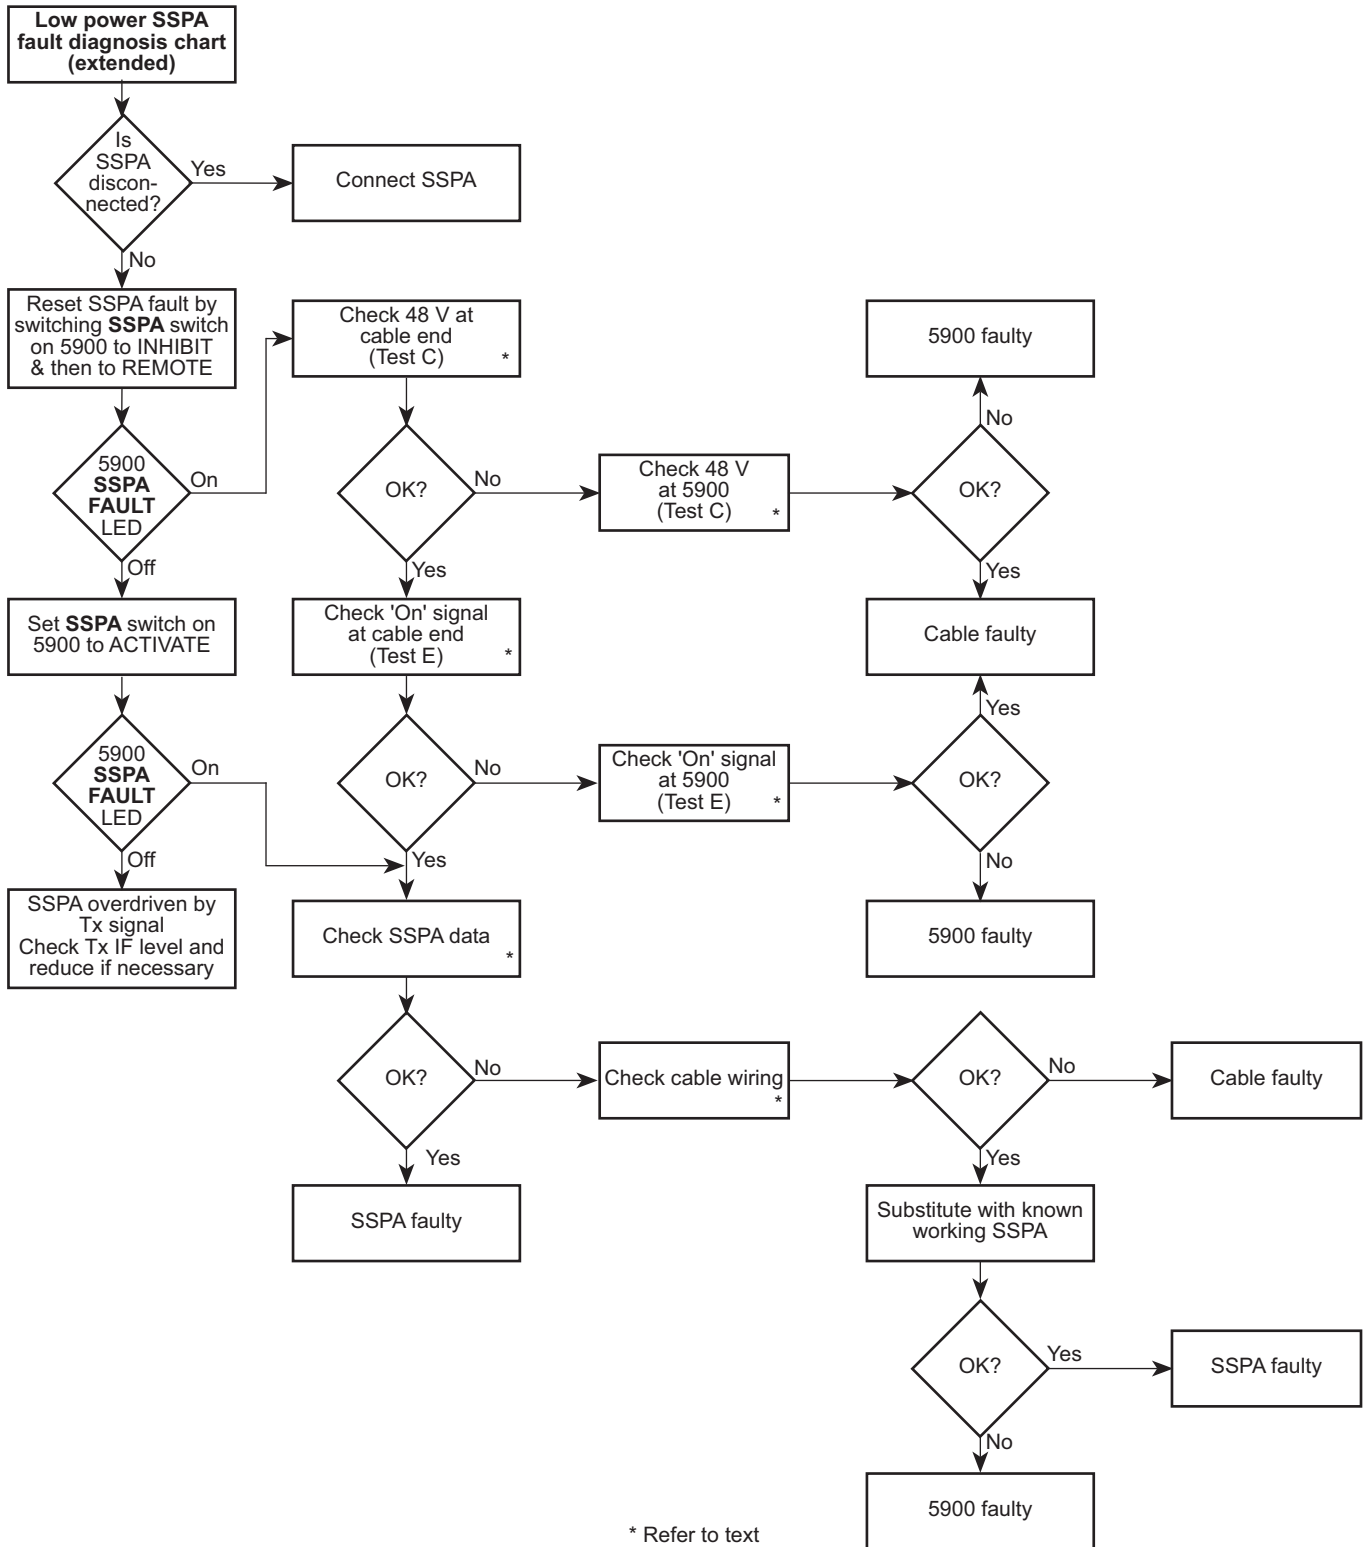 Low power SSPA
fault diagnosis chart
(extended)
Is
SSPA
discon-
nected?
Yes
Connect SSPA
No
Reset SSPA fault by
switching SSPA switch
on 5900 to INHIBIT
& then to REMOTE
Check 48 V at
cable end
(Test C)
*
5900 faulty
No
5900
SSPA
FAULT
LED
On
OK?
No
Check 48 V
at 5900
(Test C)
*
OK?
Off
Yes
Yes
Set SSPA switch on
5900 to ACTIVATE
Check 'On' signal
at cable end
(Test E)
*
Cable faulty
Yes
5900
SSPA
FAULT
LED
On
OK?
No
Check 'On' signal
at 5900
(Test E)
*
OK?
Off
Yes
No
SSPA overdriven by
Tx signal
Check Tx IF level and
reduce if necessary
Check SSPA data
*
5900 faulty
OK?
No
Check cable wiring
*
OK?
No
Cable faulty
Yes
Yes
SSPA faulty
Substitute with known
working SSPA
OK?
Yes
SSPA faulty
No
5900 faulty
* Refer to text